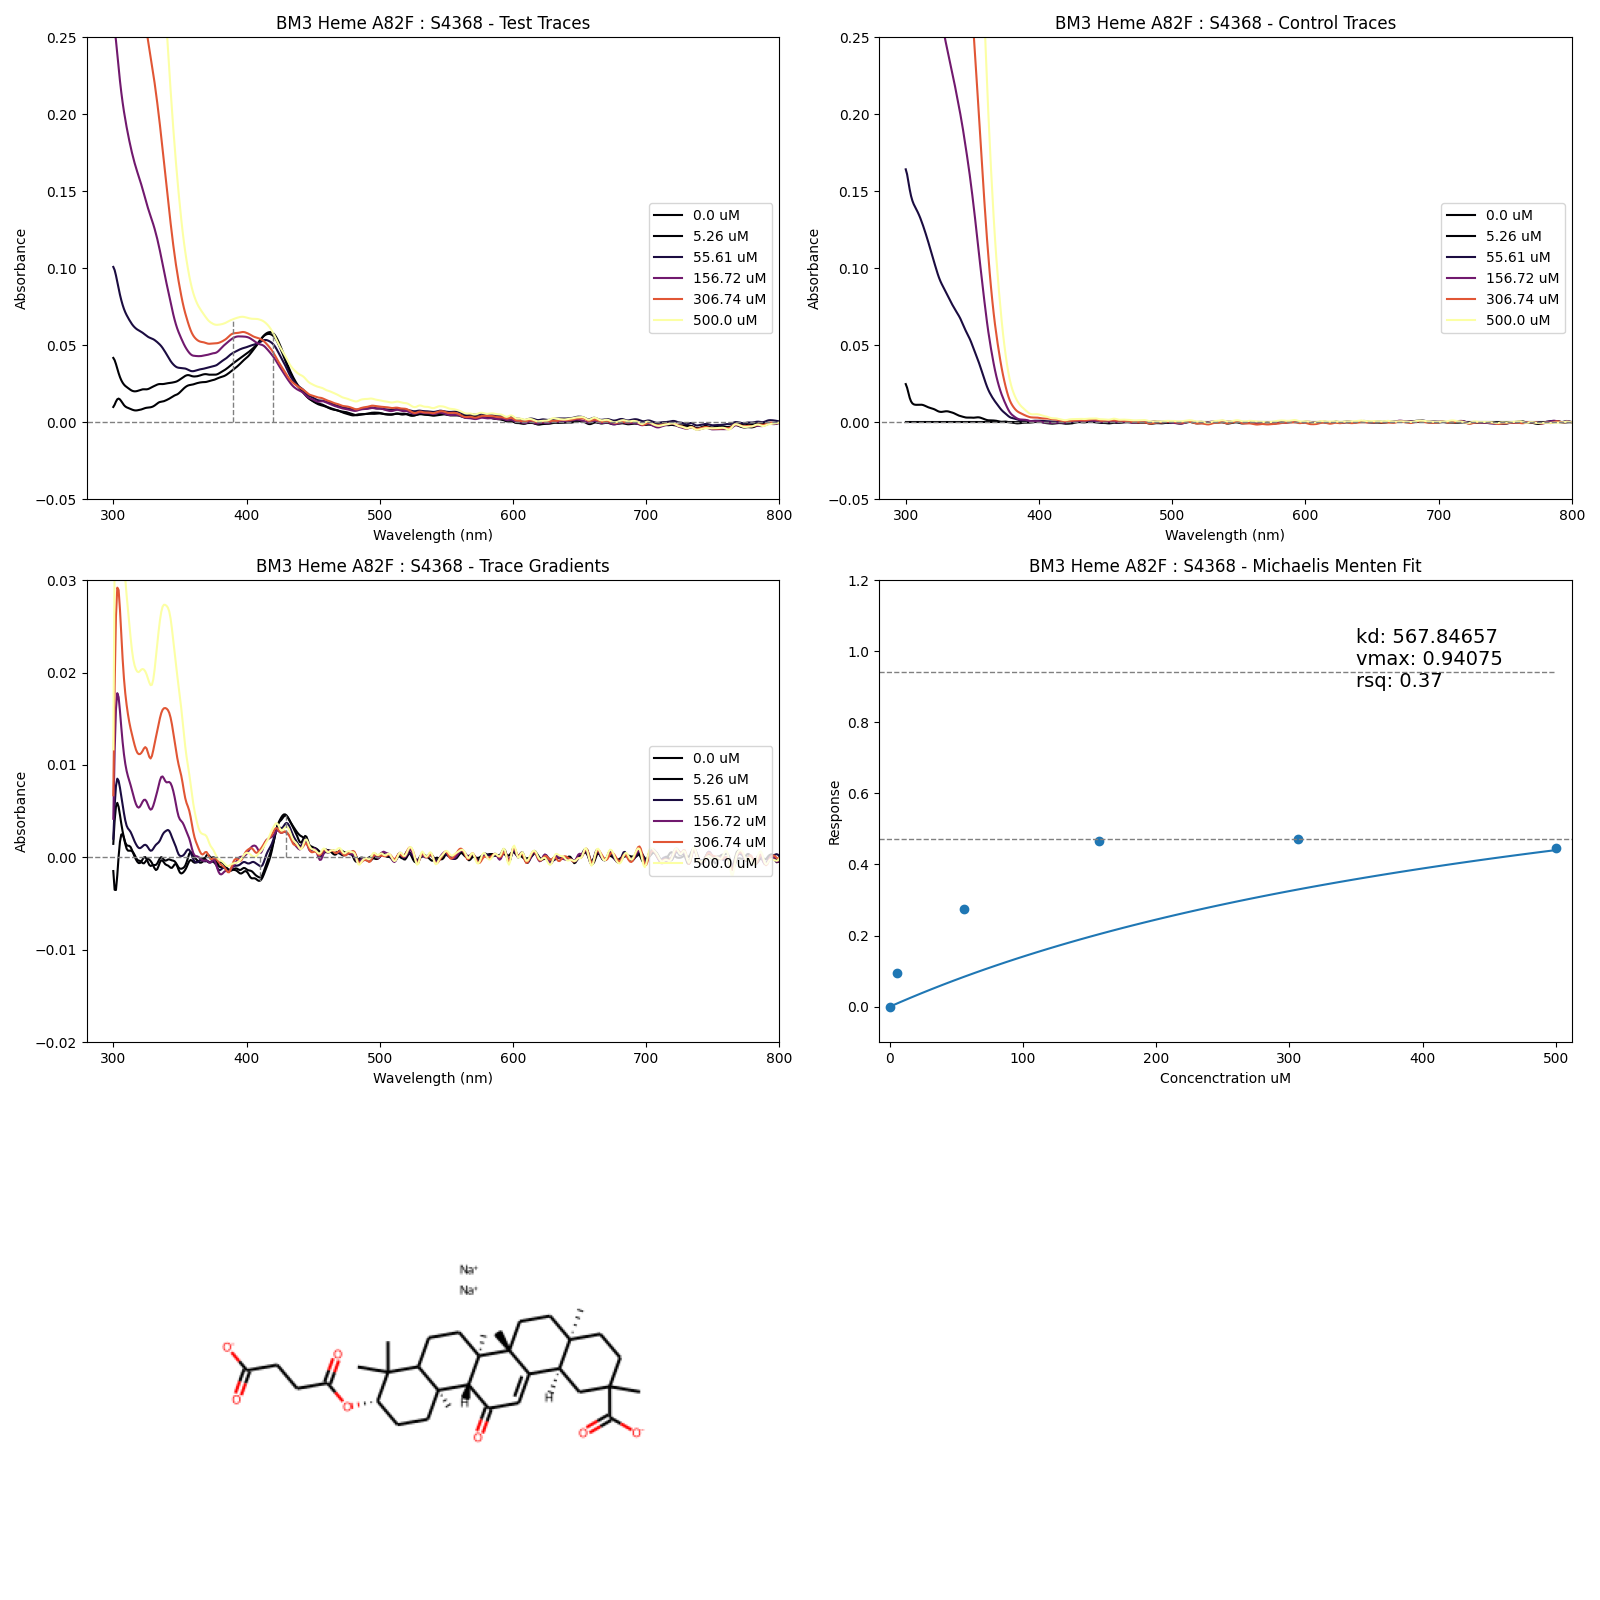 BM3 Heme A82F : S4368 - Test Traces
0.25
0.20
0.15
0.10
0.05
0.00
−0.05
Absorbance
300 400 500 600 700 800
Wavelength (nm)
0.0 uM
5.26 uM
55.61 uM
156.72 uM
306.74 uM
500.0 uM
BM3 Heme A82F : S4368 - Control Traces
0.25
0.20
0.15
0.10
0.05
0.00
−0.05
Absorbance
300 400 500 600 700 800
Wavelength (nm)
0.0 uM
5.26 uM
55.61 uM
156.72 uM
306.74 uM
500.0 uM
BM3 Heme A82F : S4368 - Trace Gradients
0.03
0.02
0.01
0.00
−0.01
−0.02
Absorbance
300 400 500 600 700 800
Wavelength (nm)
0.0 uM
5.26 uM
55.61 uM
156.72 uM
306.74 uM
500.0 uM
BM3 Heme A82F : S4368 - Michaelis Menten Fit
1.2
1.0
0.8
0.6
0.4
0.2
0.0
Response
kd: 567.84657
vmax: 0.94075
rsq: 0.37
0 100 200 300 400 500
Concenctration uM
Na⁺
Na⁺
O⁻
O
O
O
H
O
H
O
O⁻